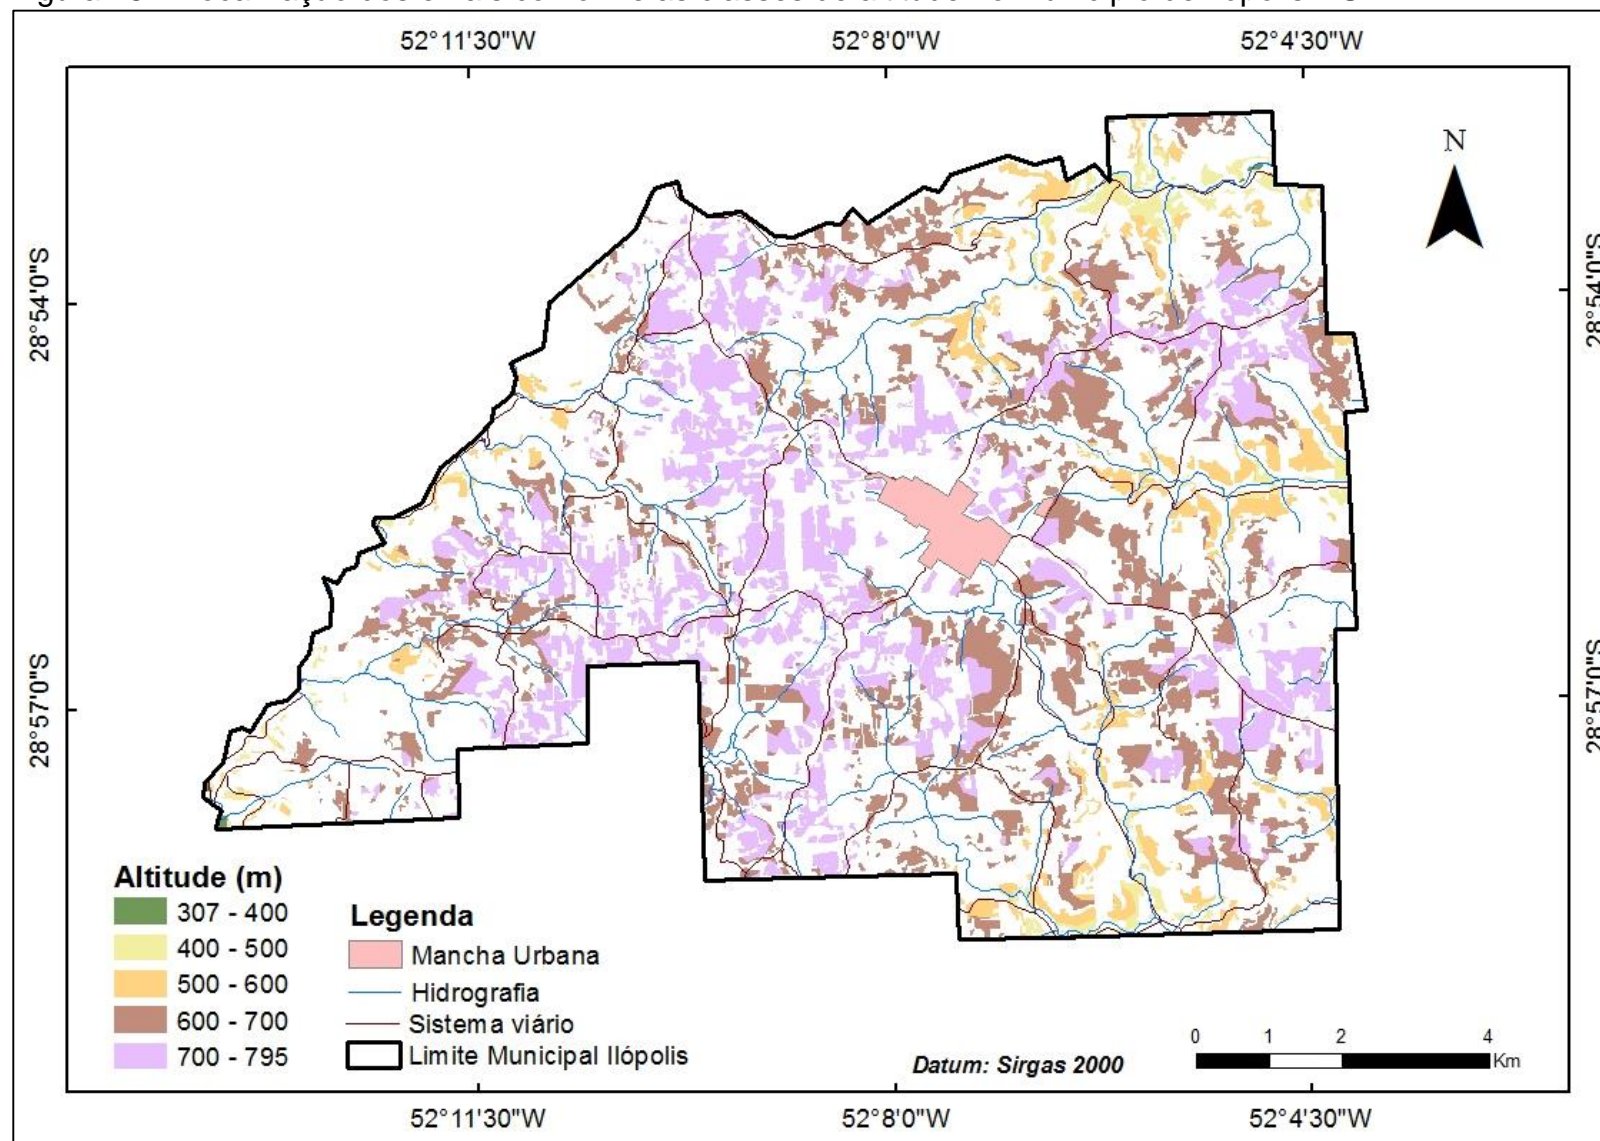 52°11'30"W 52°8'0"W 52°4'30"W
N
28°54'0"S 28°54'0"S
28°57'0"S 28°57'0"S
Altitude (m)
307 - 400
400 - 500
500 - 600
600 - 700
700 - 795
Legenda
Mancha Urbana
Hidrografia
Sistema viário
Limite Municipal Ilópolis
Datum: Sirgas 2000
0 1 2 4
Km
52°11'30"W 52°8'0"W 52°4'30"W